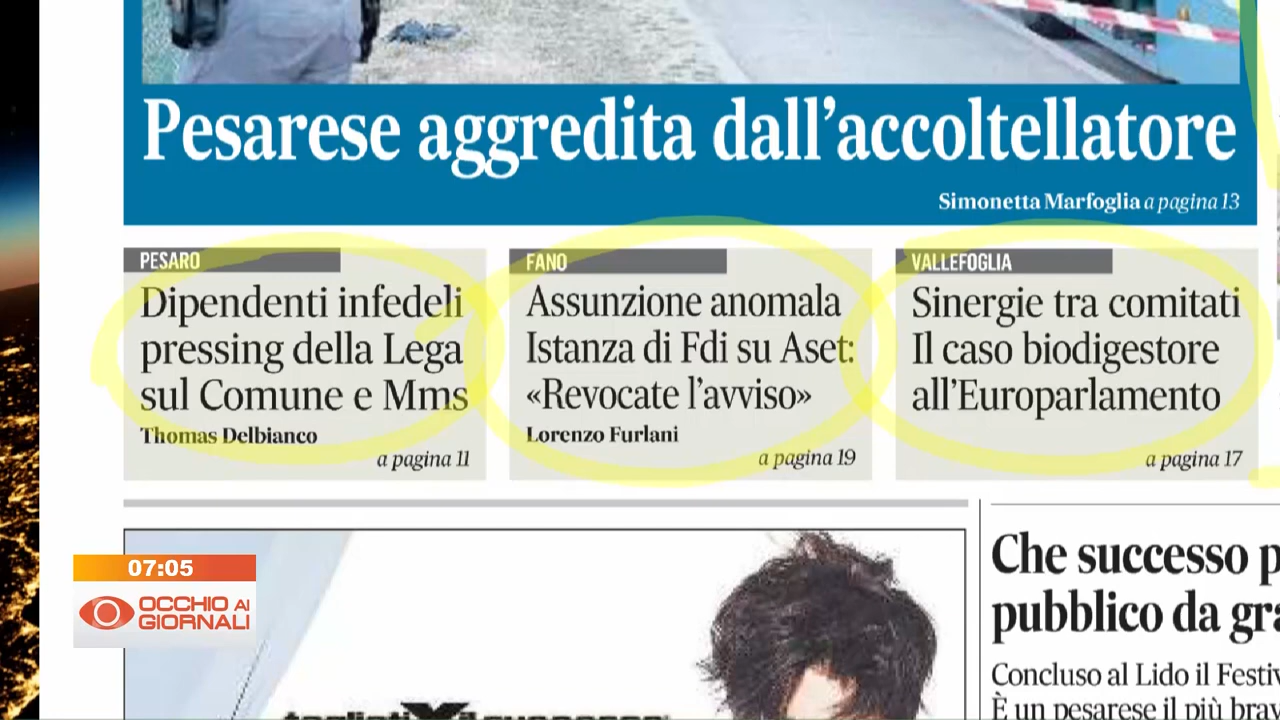 Pesarese aggredita dall'accoltellatore
Simonetta Marfoglia a pagina 13
PESARO
Dipendenti infedeli
pressing della Lega
sul Comune e Mms
Thomas Delbianco
a pagina 11
FANO
Assunzione anomala
Istanza di Fdi su Aset:
«Revocate l'avviso»
Lorenzo Furlani
a pagina 19
VALLEFOGLIA
Sinergie tra comitati
Il caso biodigestore
all'Europarlamento
a pagina 17
Che successo p
pubblico da gra
Concluso al Lido il Festiv
È un pesarese il più brav
07:05
OCCHIO AI
GIORNALI